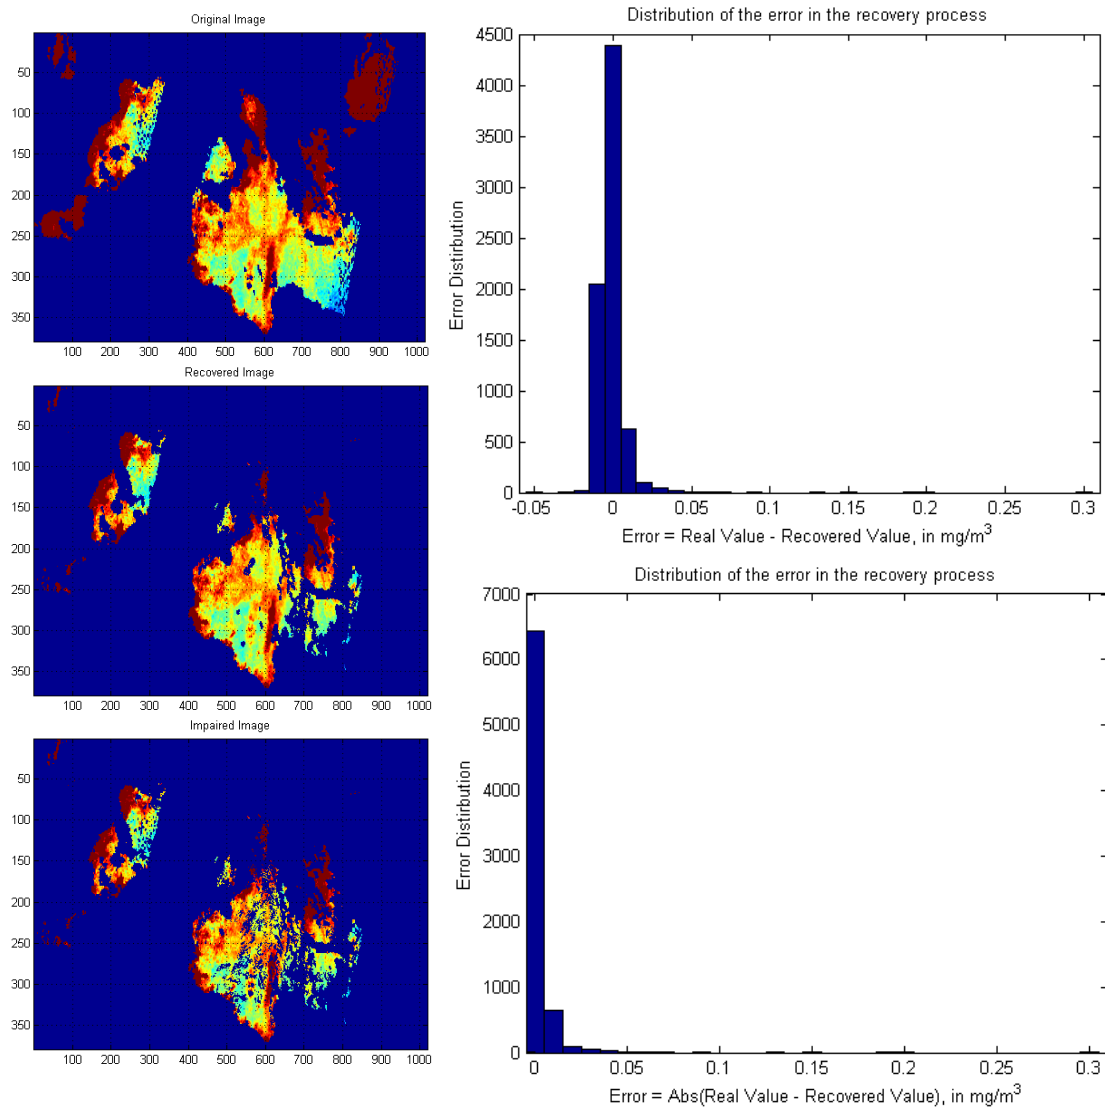 Original Image
50
100
150
200
250
300
350
100 200 300 400 500 600 700 800 900 1000
Recovered Image
50
100
150
200
250
300
350
100 200 300 400 500 600 700 800 900 1000
Impaired Image
50
100
150
200
250
300
350
100 200 300 400 500 600 700 800 900 1000
Distribution of the error in the recovery process
4500
4000
3500
3000
2500
2000
1500
1000
500
0
Error Distirbution
-0.05 0 0.05 0.1 0.15 0.2 0.25 0.3
Error = Real Value - Recovered Value, in mg/m³
Distribution of the error in the recovery process
7000
6000
5000
4000
3000
2000
1000
0
Error Distirbution
0 0.05 0.1 0.15 0.2 0.25 0.3
Error = Abs(Real Value - Recovered Value), in mg/m³